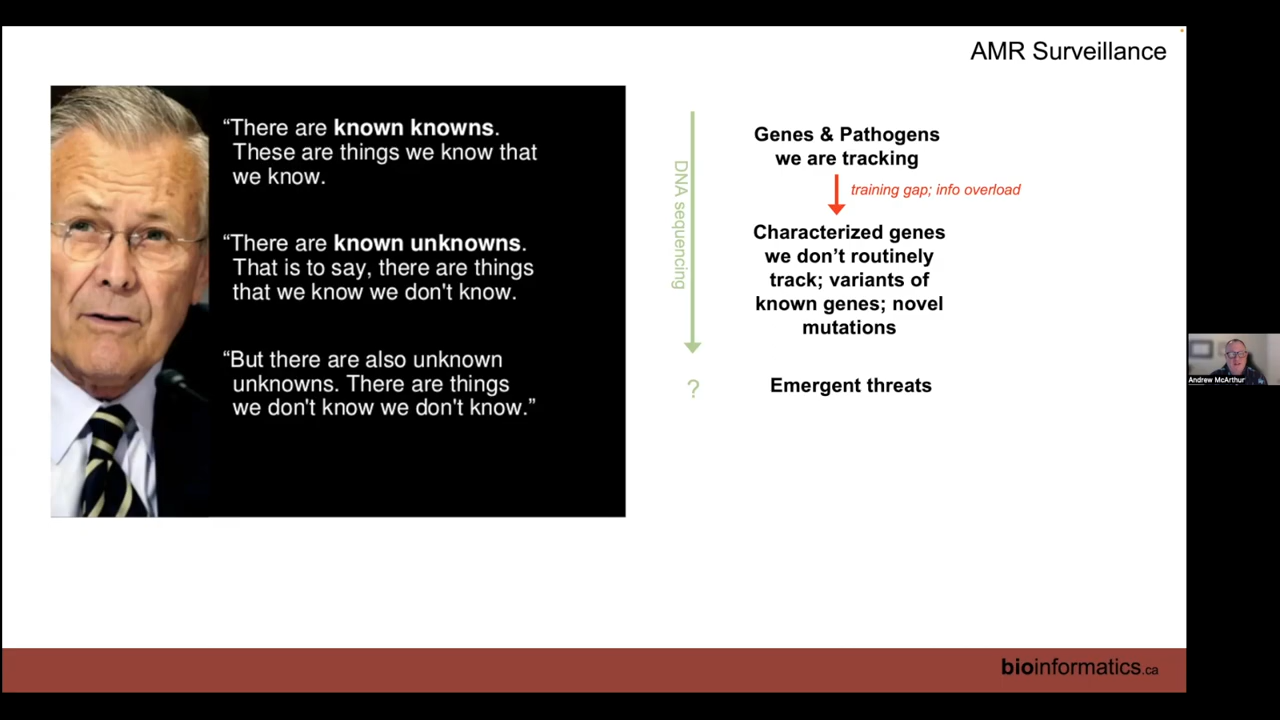 AMR Surveillance
“There are known knowns.
These are things we know that
we know.
“There are known unknowns.
That is to say, there are things
that we know we don't know.
“But there are also unknown
unknowns. There are things
we don't know we don't know.”
DNA sequencing
?
Genes & Pathogens
we are tracking
training gap; info overload
Characterized genes
we don’t routinely
track; variants of
known genes; novel
mutations
Emergent threats
Andrew McArthur
bioinformatics.ca